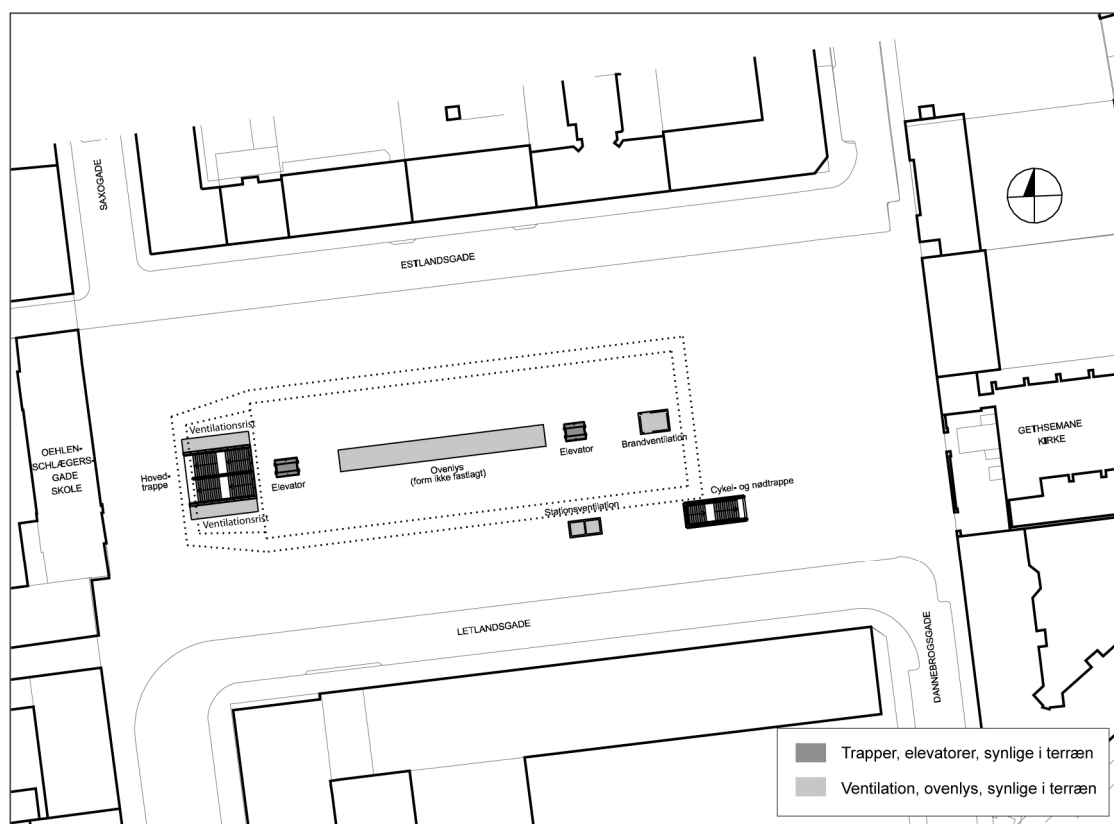 SAXOGADE
ESTLANDSGADE
OEHLEN-
SCHLÆGERS-
GADE
SKOLE
Hoved-
trappe
Ventilationsrist
Ventilationsrist
Elevator
Ovenlys
(form ikke fastlagt)
Elevator
Brandventilation
Stationsventilation
Cykel- og nødtrappe
GETHSEMANE
KIRKE
LETLANDSGADE
DANNEBROGSGADE
Trapper, elevatorer, synlige i terræn
Ventilation, ovenlys, synlige i terræn